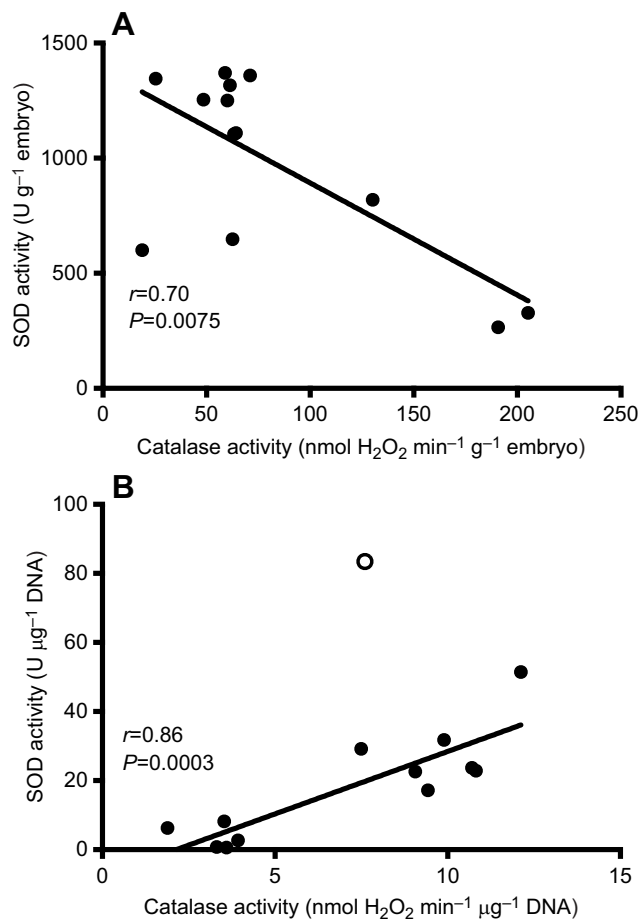 A
1500
1000
500
0
SOD activity (U g⁻¹ embryo)
r=0.70
P=0.0075
0 50 100 150 200 250
Catalase activity (nmol H₂O₂ min⁻¹ g⁻¹ embryo)
B
100
80
60
40
20
0
SOD activity (U µg⁻¹ DNA)
r=0.86
P=0.0003
0 5 10 15
Catalase activity (nmol H₂O₂ min⁻¹ µg⁻¹ DNA)